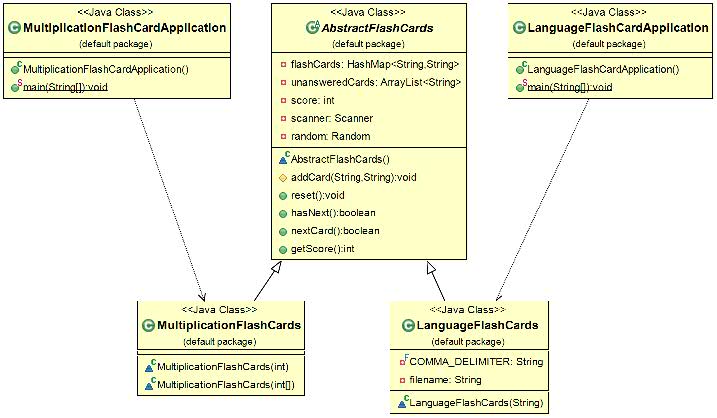 <<Java Class>>
MultiplicationFlashCardApplication
(default package)
MultiplicationFlashCardApplication()
main(String[]):void
<<Java Class>>
AbstractFlashCards
(default package)
flashCards: HashMap<String,String>
unansweredCards: ArrayList<String>
score: int
scanner: Scanner
random: Random
AbstractFlashCards()
addCard(String,String):void
reset():void
hasNext():boolean
nextCard():boolean
getScore():int
<<Java Class>>
LanguageFlashCardApplication
(default package)
LanguageFlashCardApplication()
main(String[]):void
<<Java Class>>
MultiplicationFlashCards
(default package)
MultiplicationFlashCards(int)
MultiplicationFlashCards(int[])
<<Java Class>>
LanguageFlashCards
(default package)
COMMA_DELIMITER: String
filename: String
LanguageFlashCards(String)